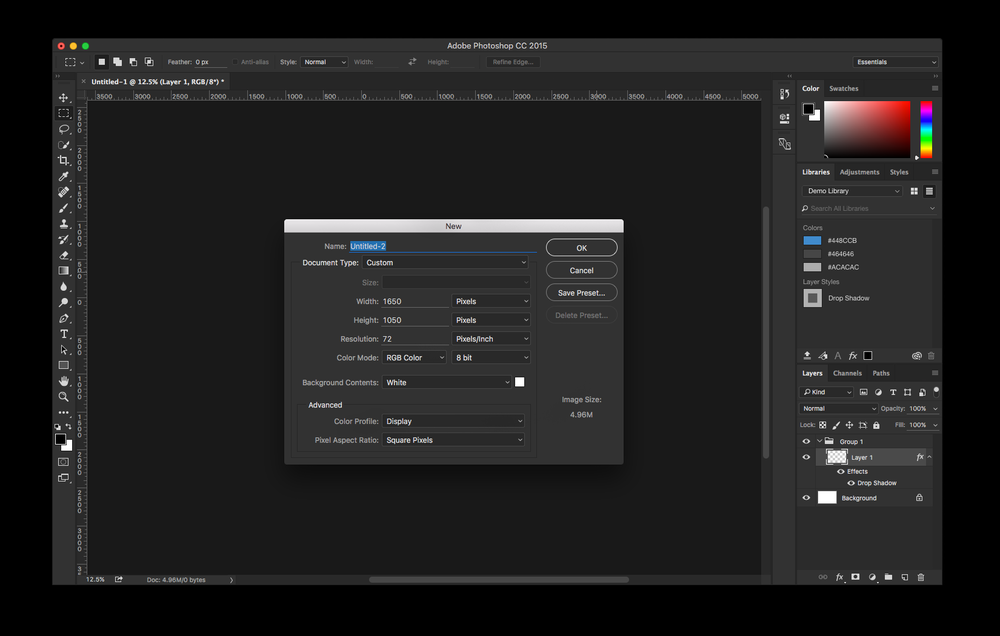 Adobe Photoshop CC 2015
Feather: 0 px Anti-alias Style: Normal Width: Height: Refine Edge... Essentials
Untitled-1 @ 12.5% (Layer 1, RGB/8*) *
3500 3000 2500 2000 1500 1000 500 0 500 1000 1500 2000 2500 3000 3500 4000 4500 5000
Color Swatches
Libraries Adjustments Styles
Demo Library
Search All Libraries
Colors
#448CCB
#464646
#ACACAC
Layer Styles
Drop Shadow
New
Name: Untitled-2
OK
Document Type: Custom
Cancel
Size:
Save Preset...
Width: 1650 Pixels
Height: 1050 Pixels
Delete Preset...
Resolution: 72 Pixels/Inch
Color Mode: RGB Color 8 bit
Background Contents: White
Image Size:
4.96M
Advanced
Color Profile: Display
Pixel Aspect Ratio: Square Pixels
Layers Channels Paths
Kind
Normal Opacity: 100%
Lock: Fill: 100%
Group 1
Layer 1 fx
Effects
Drop Shadow
Background
12.5% Doc: 4.96M/0 bytes